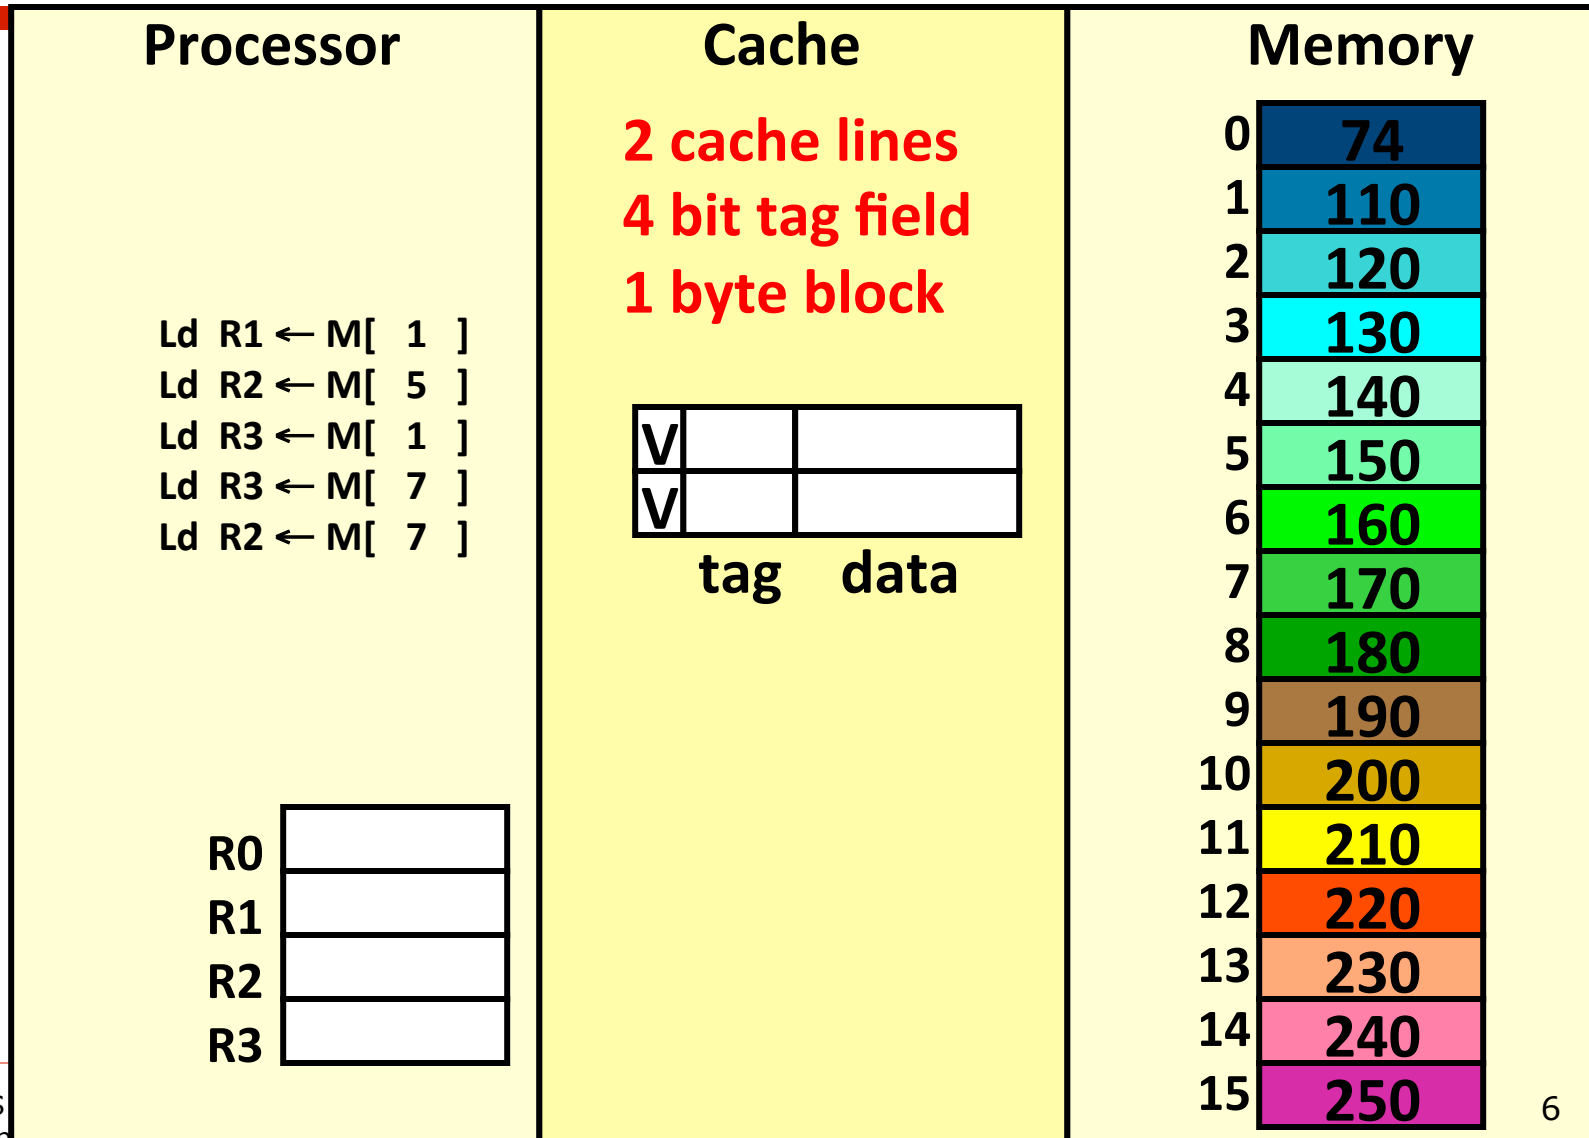 Processor
Ld R1 ← M[ 1 ]
Ld R2 ← M[ 5 ]
Ld R3 ← M[ 1 ]
Ld R3 ← M[ 7 ]
Ld R2 ← M[ 7 ]
R0
R1
R2
R3
Cache
2 cache lines
4 bit tag field
1 byte block
V
V
tag data
Memory
0 74
1 110
2 120
3 130
4 140
5 150
6 160
7 170
8 180
9 190
10 200
11 210
12 220
13 230
14 240
15 250
6